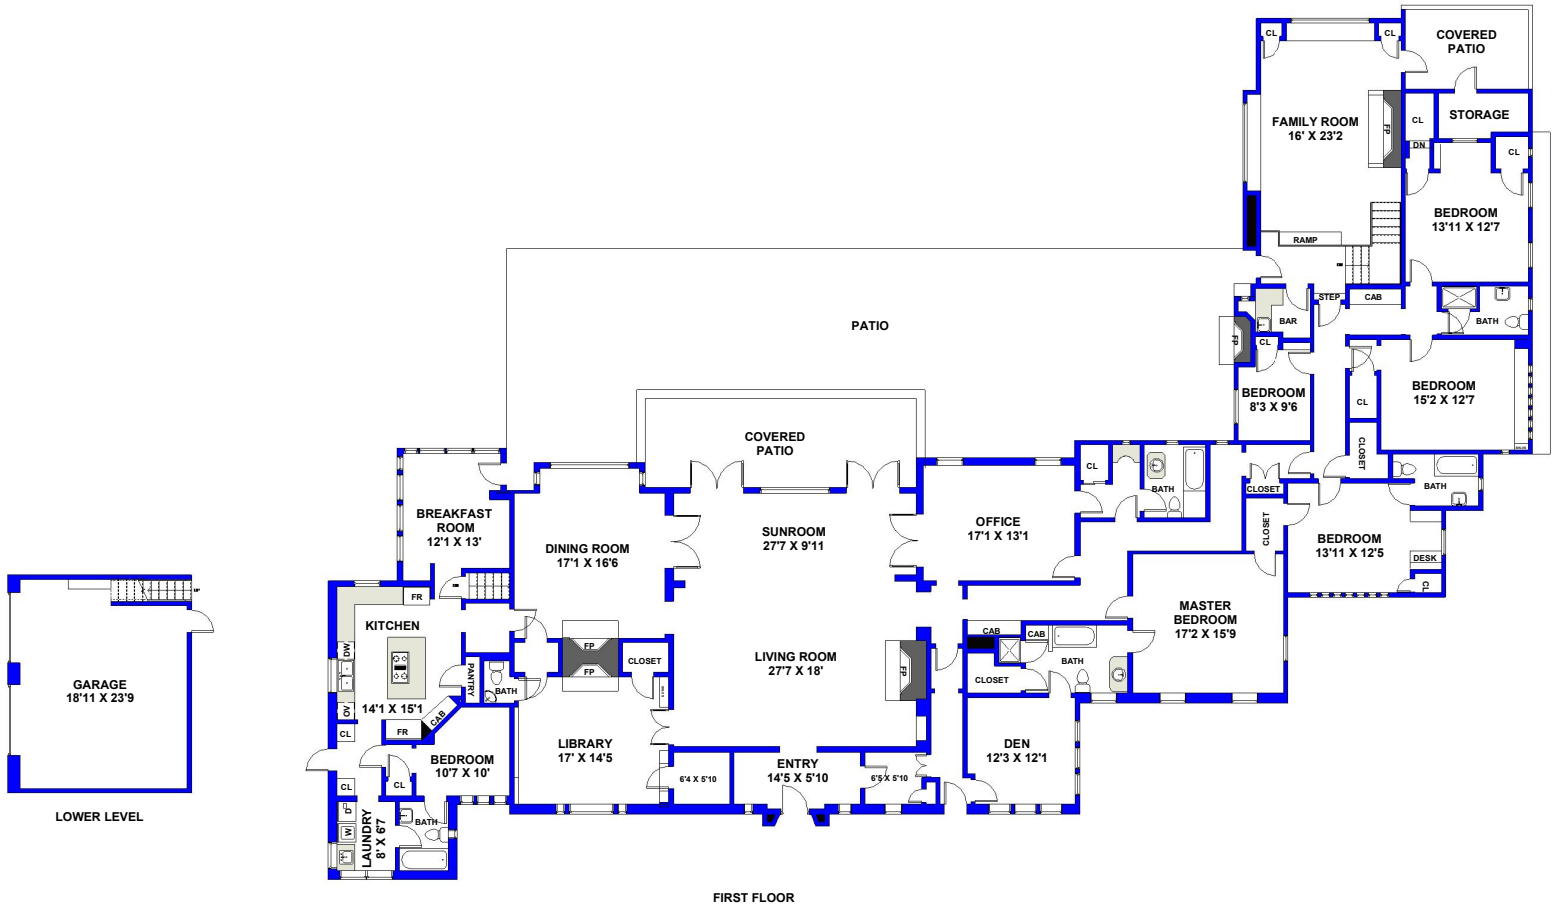 COVERED
PATIO
CL
CL
FAMILY ROOM
16' X 23'2
FP
CL
STORAGE
DN
CL
BEDROOM
13'11 X 12'7
RAMP
STEP
CAB
BAR
BATH
FP
CL
BEDROOM
8'3 X 9'6
CL
BEDROOM
15'2 X 12'7
PATIO
COVERED
PATIO
CLOSET
BATH
CLOSET
CLOSET
BEDROOM
13'11 X 12'5
DESK
CL
CL
BATH
BREAKFAST
ROOM
12'1 X 13'
DINING ROOM
17'1 X 16'6
SUNROOM
27'7 X 9'11
OFFICE
17'1 X 13'1
MASTER
BEDROOM
17'2 X 15'9
FR
KITCHEN
14'1 X 15'1
DW
OV
PANTRY
BATH
FP
FP
CLOSET
LIVING ROOM
27'7 X 18'
FP
CAB
CAB
BATH
CLOSET
GARAGE
18'11 X 23'9
FR
CAB
CL
BEDROOM
10'7 X 10'
LIBRARY
17' X 14'5
DEN
12'3 X 12'1
ENTRY
14'5 X 5'10
6'4 X 5'10
6'5 X 5'10
CL
CL
D
W
LAUNDRY
8' X 6'7
BATH
LOWER LEVEL
FIRST FLOOR